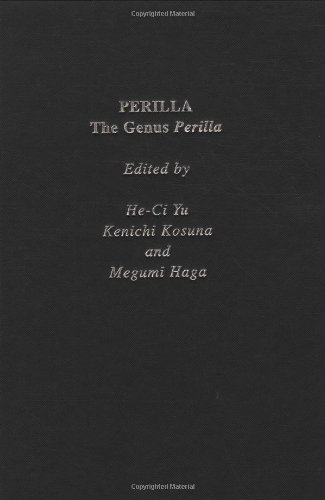 PERILLA
The Genus Perilla
Edited by
He-Ci Yu
Kenichi Kosuna
and
Megumi Haga